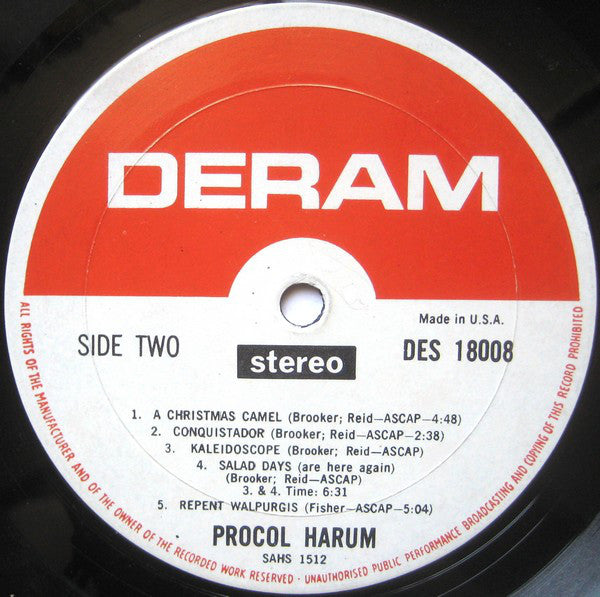 DERAM
Made in U.S.A.
SIDE TWO
stereo
DES 18008
1. A CHRISTMAS CAMEL (Brooker; Reid—ASCAP—4:48)
2. CONQUISTADOR (Brooker; Reid—ASCAP—2:38)
3. KALEIDOSCOPE (Brooker; Reid—ASCAP)
4. SALAD DAYS (are here again)
(Brooker; Reid—ASCAP)
3. & 4. Time: 6:31
5. REPENT WALPURGIS (Fisher—ASCAP—5:04)
PROCOL HARUM
SAHS 1512
ALL RIGHTS OF THE MANUFACTURER AND OF THE OWNER OF THE RECORDED WORK RESERVED · UNAUTHORISED PUBLIC PERFORMANCE BROADCASTING AND COPYING OF THIS RECORD PROHIBITED